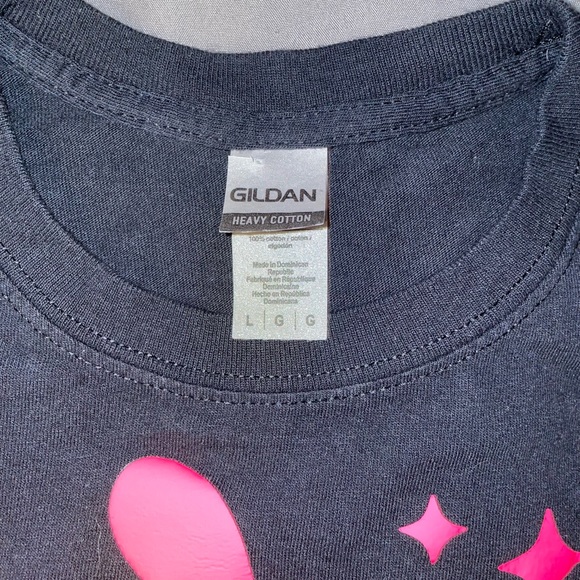 GILDAN
HEAVY COTTON
100% cotton / coton /
algodón
Made in Dominican
Republic
Fabriqué en République
Dominicaine
Hecho en República
Dominicana
L | G | G